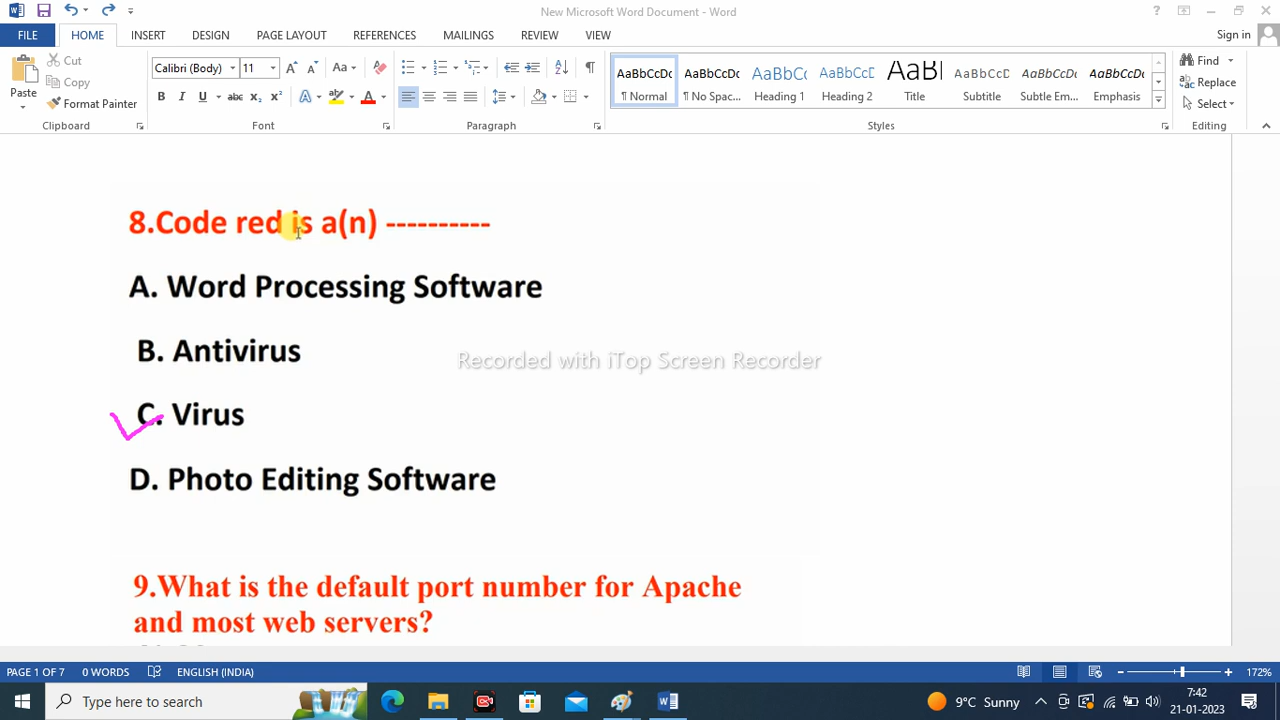 New Microsoft Word Document - Word
FILE HOME INSERT DESIGN PAGE LAYOUT REFERENCES MAILINGS REVIEW VIEW Sign in
Paste
Cut
Copy
Format Painter
Clipboard
Calibri (Body) 11
Font
Paragraph
AaBbCcDc AaBbCcDc AaBbC( AaBbCcE AaB AaBbCcD AaBbCcDc AaBbCcDc
¶ Normal ¶ No Spac... Heading 1 Heading 2 Title Subtitle Subtle Em... Emphasis
Styles
Find
Replace
Select
Editing
8.Code red is a(n) ----------
A. Word Processing Software
B. Antivirus
Recorded with iTop Screen Recorder
C. Virus
D. Photo Editing Software
9.What is the default port number for Apache
and most web servers?
PAGE 1 OF 7 0 WORDS ENGLISH (INDIA) 172%
Type here to search
9°C Sunny
7:42
21-01-2023